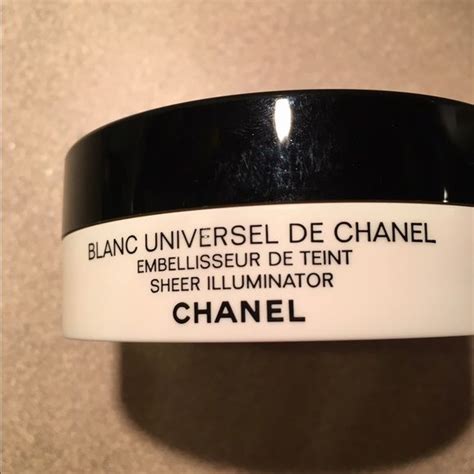 BLANC UNIVERSEL DE CHANEL
EMBELLISSEUR DE TEINT
SHEER ILLUMINATOR
CHANEL